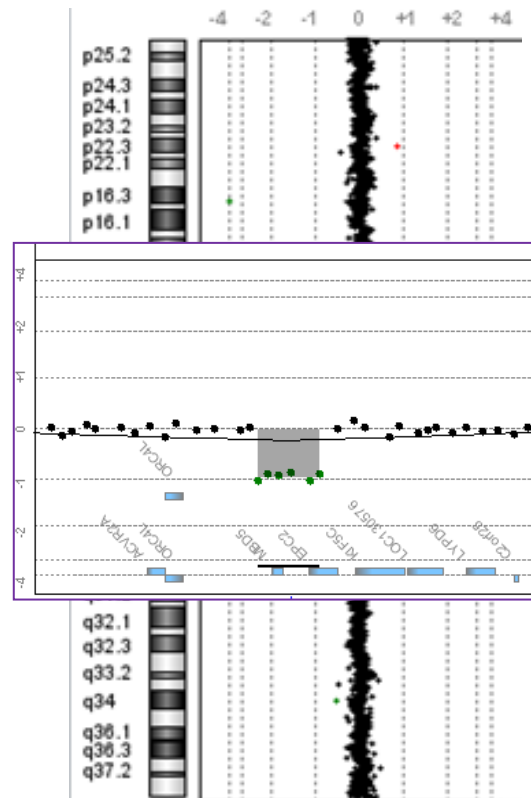 -4 -2 -1 0 +1 +2 +4
p25.2
p24.3
p24.1
p23.2
p22.3
p22.1
p16.3
p16.1
+4
+2
+1
0
-1
-2
-4
ORC4L
ACVR2A
ORC4L
MBD5
EPC2
KIF5C
LOC130576
LYPD6
C2orf28
q32.1
q32.3
q33.2
q34
q36.1
q36.3
q37.2